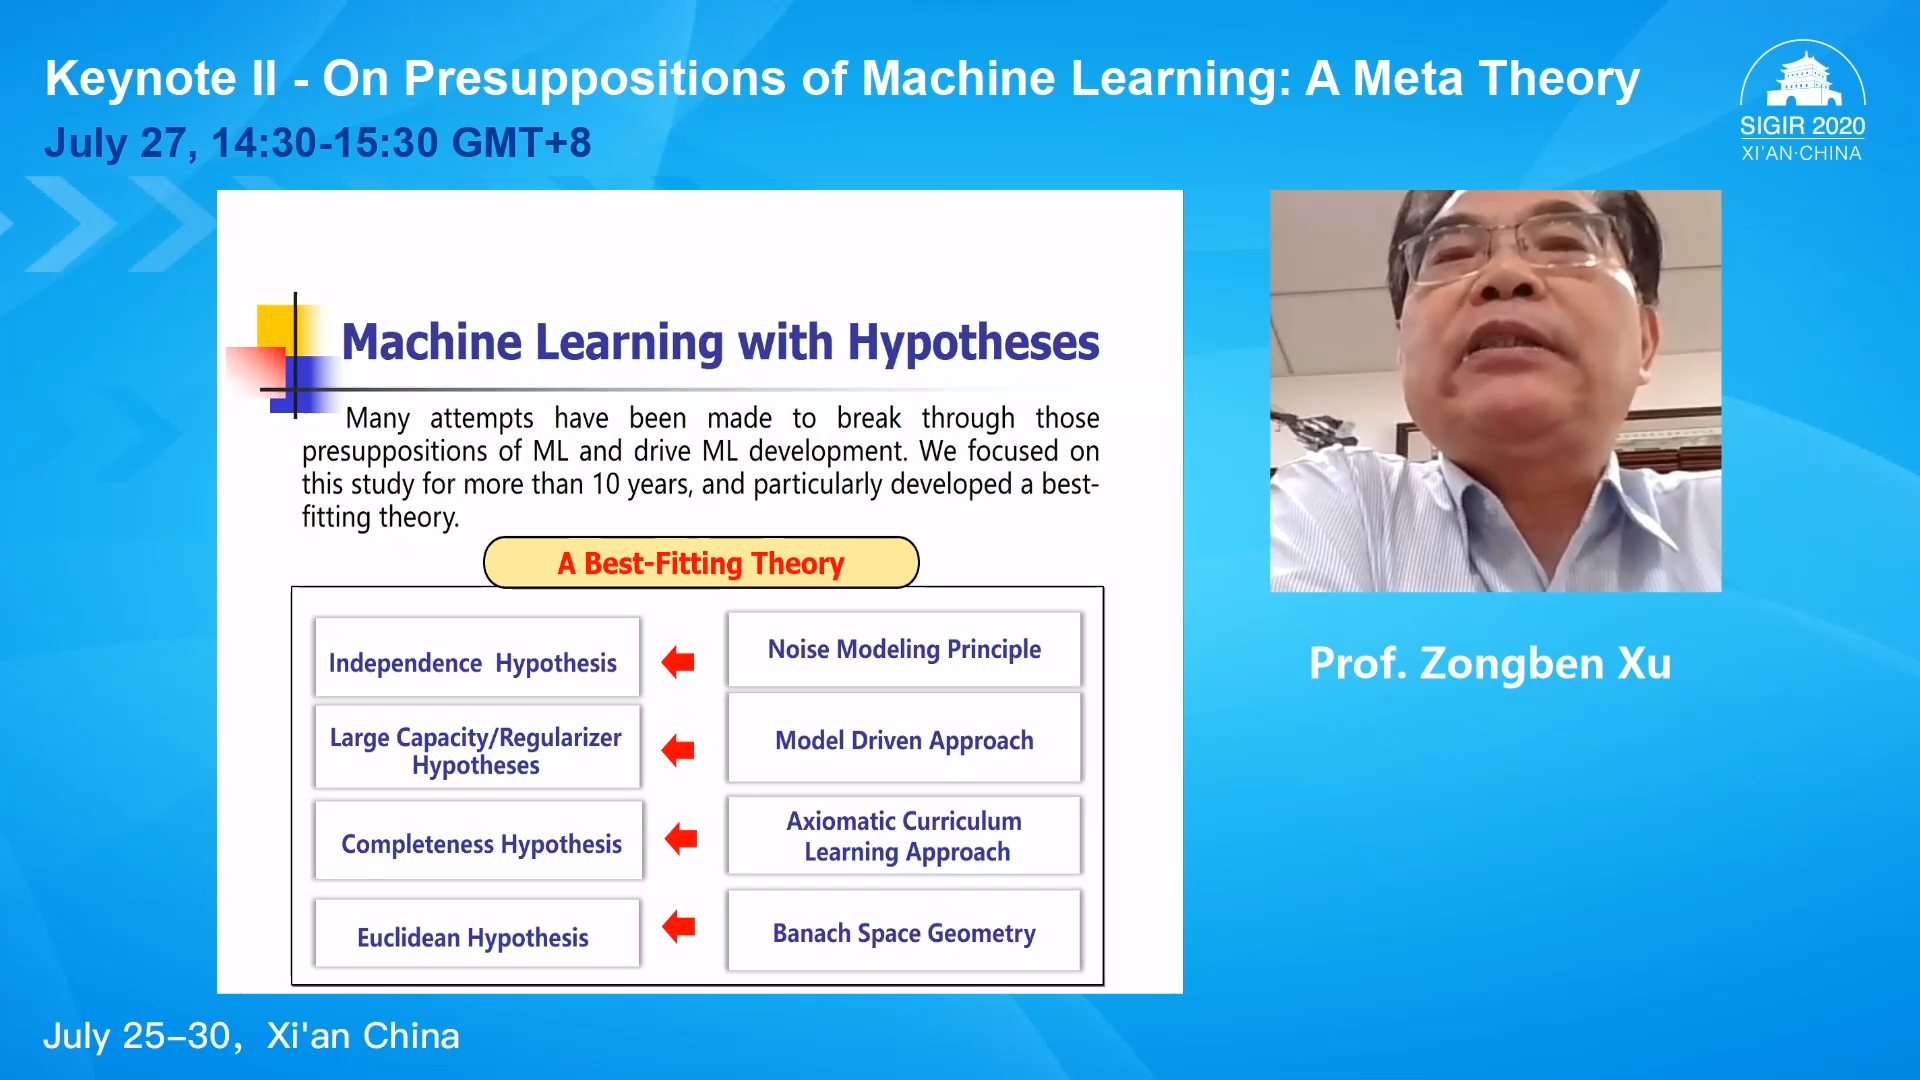 Keynote II - On Presuppositions of Machine Learning: A Meta Theory
July 27, 14:30-15:30 GMT+8
SIGIR 2020
XI'AN·CHINA
Machine Learning with Hypotheses
Many attempts have been made to break through those
presuppositions of ML and drive ML development. We focused on
this study for more than 10 years, and particularly developed a best-
fitting theory.
A Best-Fitting Theory
Independence Hypothesis
Noise Modeling Principle
Large Capacity/Regularizer
Hypotheses
Model Driven Approach
Completeness Hypothesis
Axiomatic Curriculum
Learning Approach
Euclidean Hypothesis
Banach Space Geometry
Prof. Zongben Xu
July 25–30, Xi'an China